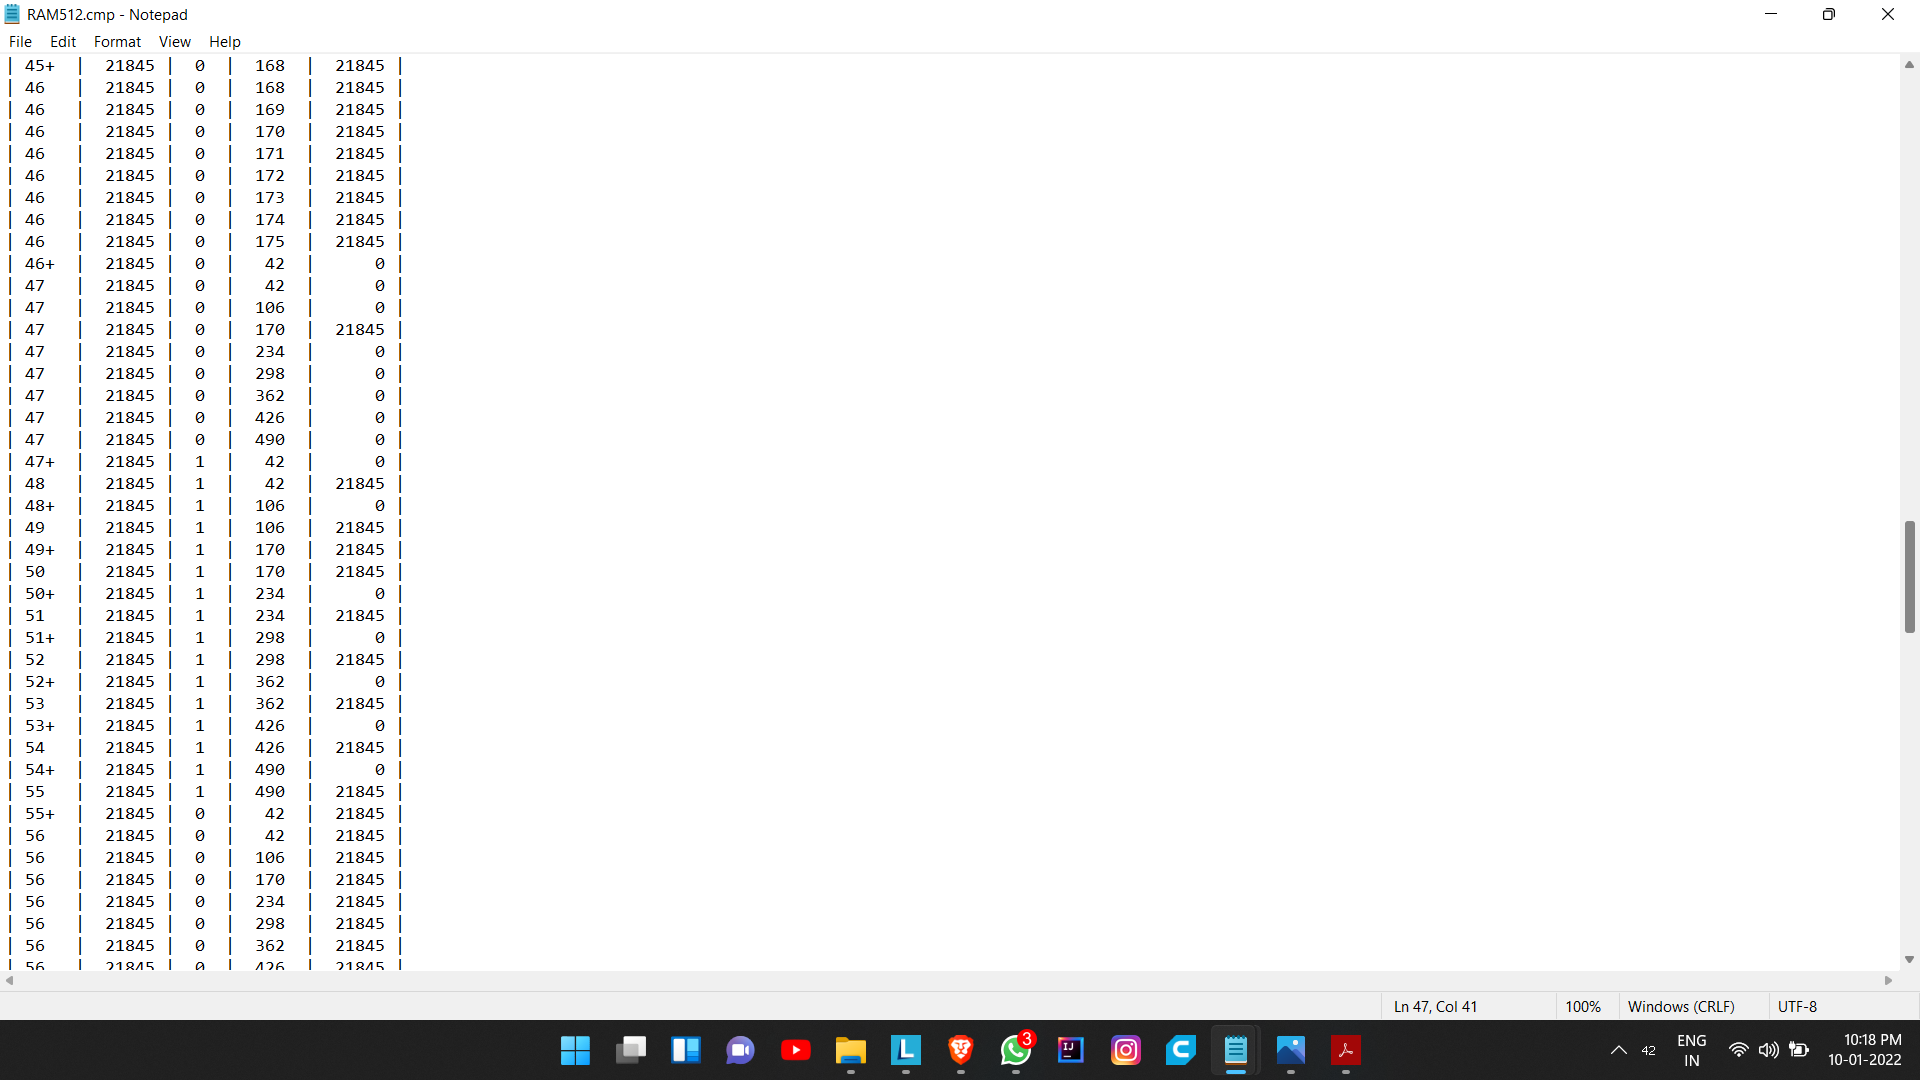 RAM512.cmp - Notepad
File Edit Format View Help
| 45+ | 21845 | 0 | 168 | 21845 |
| 46 | 21845 | 0 | 168 | 21845 |
| 46 | 21845 | 0 | 169 | 21845 |
| 46 | 21845 | 0 | 170 | 21845 |
| 46 | 21845 | 0 | 171 | 21845 |
| 46 | 21845 | 0 | 172 | 21845 |
| 46 | 21845 | 0 | 173 | 21845 |
| 46 | 21845 | 0 | 174 | 21845 |
| 46 | 21845 | 0 | 175 | 21845 |
| 46+ | 21845 | 0 | 42 | 0 |
| 47 | 21845 | 0 | 42 | 0 |
| 47 | 21845 | 0 | 106 | 0 |
| 47 | 21845 | 0 | 170 | 21845 |
| 47 | 21845 | 0 | 234 | 0 |
| 47 | 21845 | 0 | 298 | 0 |
| 47 | 21845 | 0 | 362 | 0 |
| 47 | 21845 | 0 | 426 | 0 |
| 47 | 21845 | 0 | 490 | 0 |
| 47+ | 21845 | 1 | 42 | 0 |
| 48 | 21845 | 1 | 42 | 21845 |
| 48+ | 21845 | 1 | 106 | 0 |
| 49 | 21845 | 1 | 106 | 21845 |
| 49+ | 21845 | 1 | 170 | 21845 |
| 50 | 21845 | 1 | 170 | 21845 |
| 50+ | 21845 | 1 | 234 | 0 |
| 51 | 21845 | 1 | 234 | 21845 |
| 51+ | 21845 | 1 | 298 | 0 |
| 52 | 21845 | 1 | 298 | 21845 |
| 52+ | 21845 | 1 | 362 | 0 |
| 53 | 21845 | 1 | 362 | 21845 |
| 53+ | 21845 | 1 | 426 | 0 |
| 54 | 21845 | 1 | 426 | 21845 |
| 54+ | 21845 | 1 | 490 | 0 |
| 55 | 21845 | 1 | 490 | 21845 |
| 55+ | 21845 | 0 | 42 | 21845 |
| 56 | 21845 | 0 | 42 | 21845 |
| 56 | 21845 | 0 | 106 | 21845 |
| 56 | 21845 | 0 | 170 | 21845 |
| 56 | 21845 | 0 | 234 | 21845 |
| 56 | 21845 | 0 | 298 | 21845 |
| 56 | 21845 | 0 | 362 | 21845 |
| 56 | 21845 | 0 | 426 | 21845 |
Ln 47, Col 41 100% Windows (CRLF) UTF-8
L 3 IJ
42 ENG IN
10:18 PM
10-01-2022